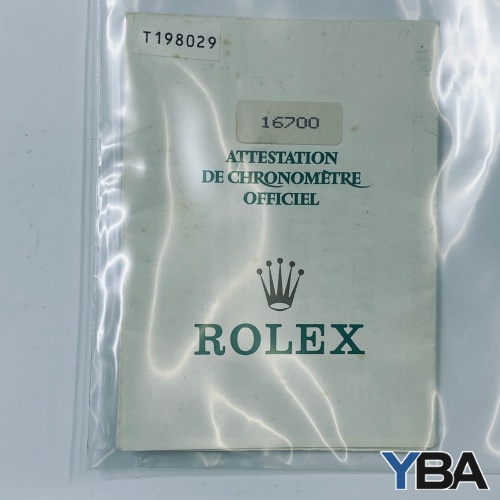 T198029
16700
ATTESTATION
DE CHRONOMÈTRE
OFFICIEL
ROLEX
YBA